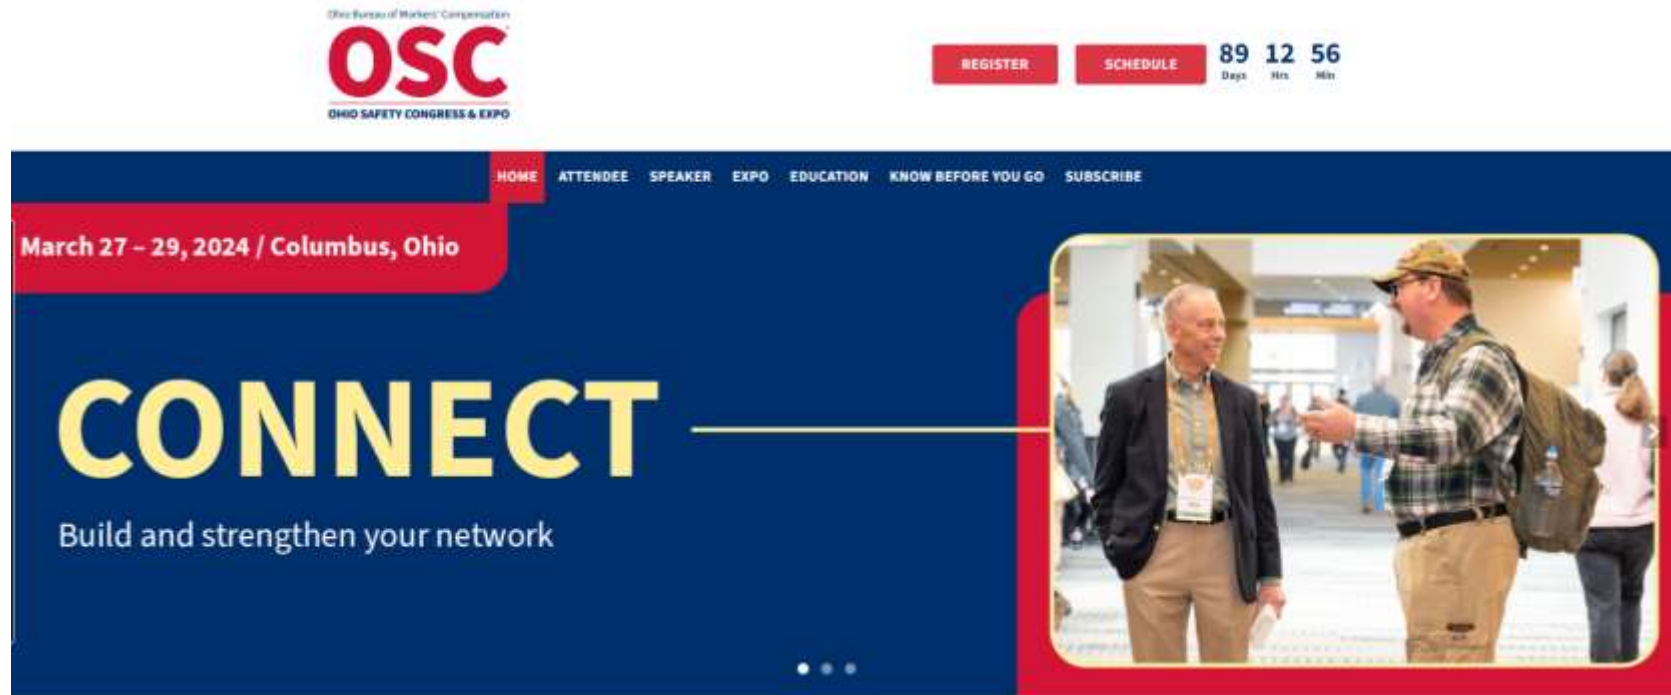 Ohio Bureau of Workers' Compensation
OSC
OHIO SAFETY CONGRESS & EXPO
REGISTER
SCHEDULE
89 12 56
Days Hrs Min
HOME ATTENDEE SPEAKER EXPO EDUCATION KNOW BEFORE YOU GO SUBSCRIBE
March 27 – 29, 2024 / Columbus, Ohio
CONNECT
Build and strengthen your network